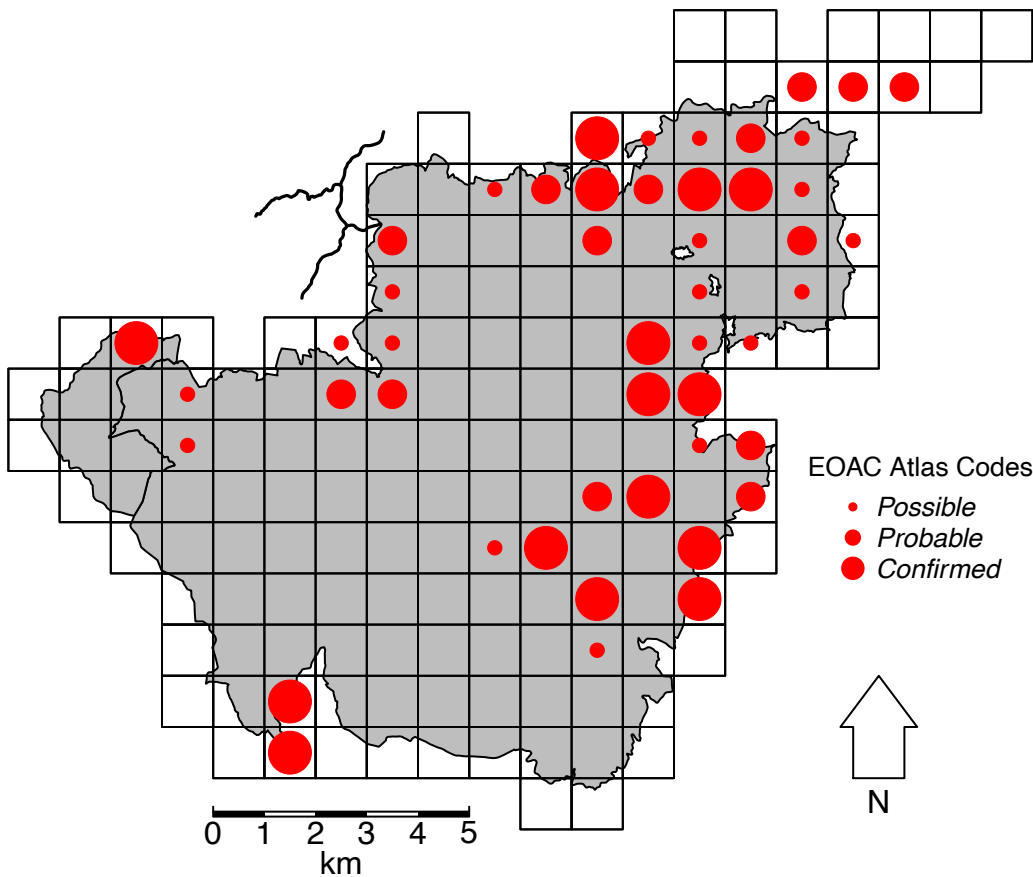 EOAC Atlas Codes
Possible
Probable
Confirmed
N
0 1 2 3 4 5
km